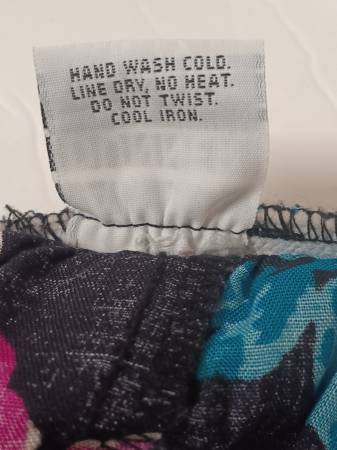 HAND WASH COLD.
LINE DRY, NO HEAT.
DO NOT TWIST.
COOL IRON.